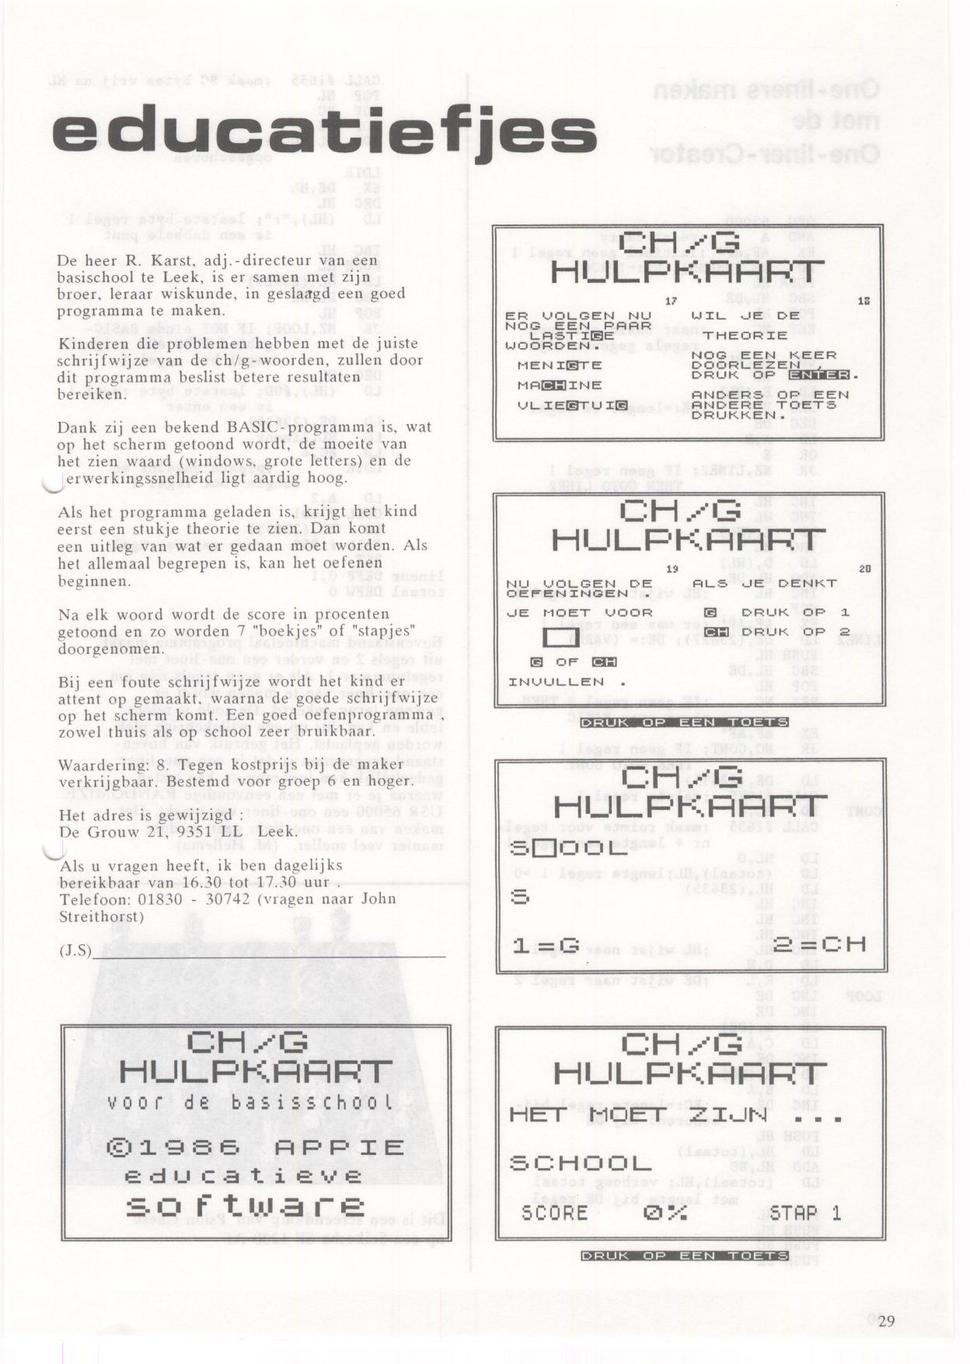 educatiefjes
De heer R. Karst, adj.-directeur van een
basischool te Leek, is er samen met zijn
broer, leraar wiskunde, in geslaagd een goed
programma te maken.
Kinderen die problemen hebben met de juiste
schrijfwijze van de ch/g-woorden, zullen door
dit programma beslist betere resultaten
bereiken.
Dank zij een bekend BASIC-programma is, wat
op het scherm getoond wordt, de moeite van
het zien waard (windows, grote letters) en de
erwerkingssnelheid ligt aardig hoog.
Als het programma geladen is, krijgt het kind
eerst een stukje theorie te zien. Dan komt
een uitleg van wat er gedaan moet worden. Als
het allemaal begrepen is, kan het oefenen
beginnen.
Na elk woord wordt de score in procenten
getoond en zo worden 7 "boekjes" of "stapjes"
doorgenomen.
Bij een foute schrijfwijze wordt het kind er
attent op gemaakt, waarna de goede schrijfwijze
op het scherm komt. Een goed oefenprogramma ,
zowel thuis als op school zeer bruikbaar.
Waardering: 8. Tegen kostprijs bij de maker
verkrijgbaar. Bestemd voor groep 6 en hoger.
Het adres is gewijzigd :
De Grouw 21, 9351 LL Leek.
Als u vragen heeft, ik ben dagelijks
bereikbaar van 16.30 tot 17.30 uur .
Telefoon: 01830 - 30742 (vragen naar John
Streithorst)
(J.S)
CH/G
HULPKAART
voor de basisschool
©1986 APPIE
educatieve
software
CH/G
HULPKAART
17
ER VOLGEN NU
NOG EEN PAAR
LASTIGE
WOORDEN.
MENIGTE
MACHINE
VLIEGTUIG
18
WIL JE DE
THEORIE
NOG EEN KEER
DOORLEZEN ,
DRUK OP ENTER.
ANDERS OP EEN
ANDERE TOETS
DRUKKEN.
CH/G
HULPKAART
19
NU VOLGEN DE
OEFENINGEN .
JE MOET VOOR
G OF CH
INVULLEN .
20
ALS JE DENKT
G DRUK OP 1
CH DRUK OP 2
DRUK OP EEN TOETS
CH/G
HULPKAART
S□OOL
S
1=G 2=CH
CH/G
HULPKAART
HET MOET ZIJN ...
SCHOOL
SCORE 0% STAP 1
DRUK OP EEN TOETS
29